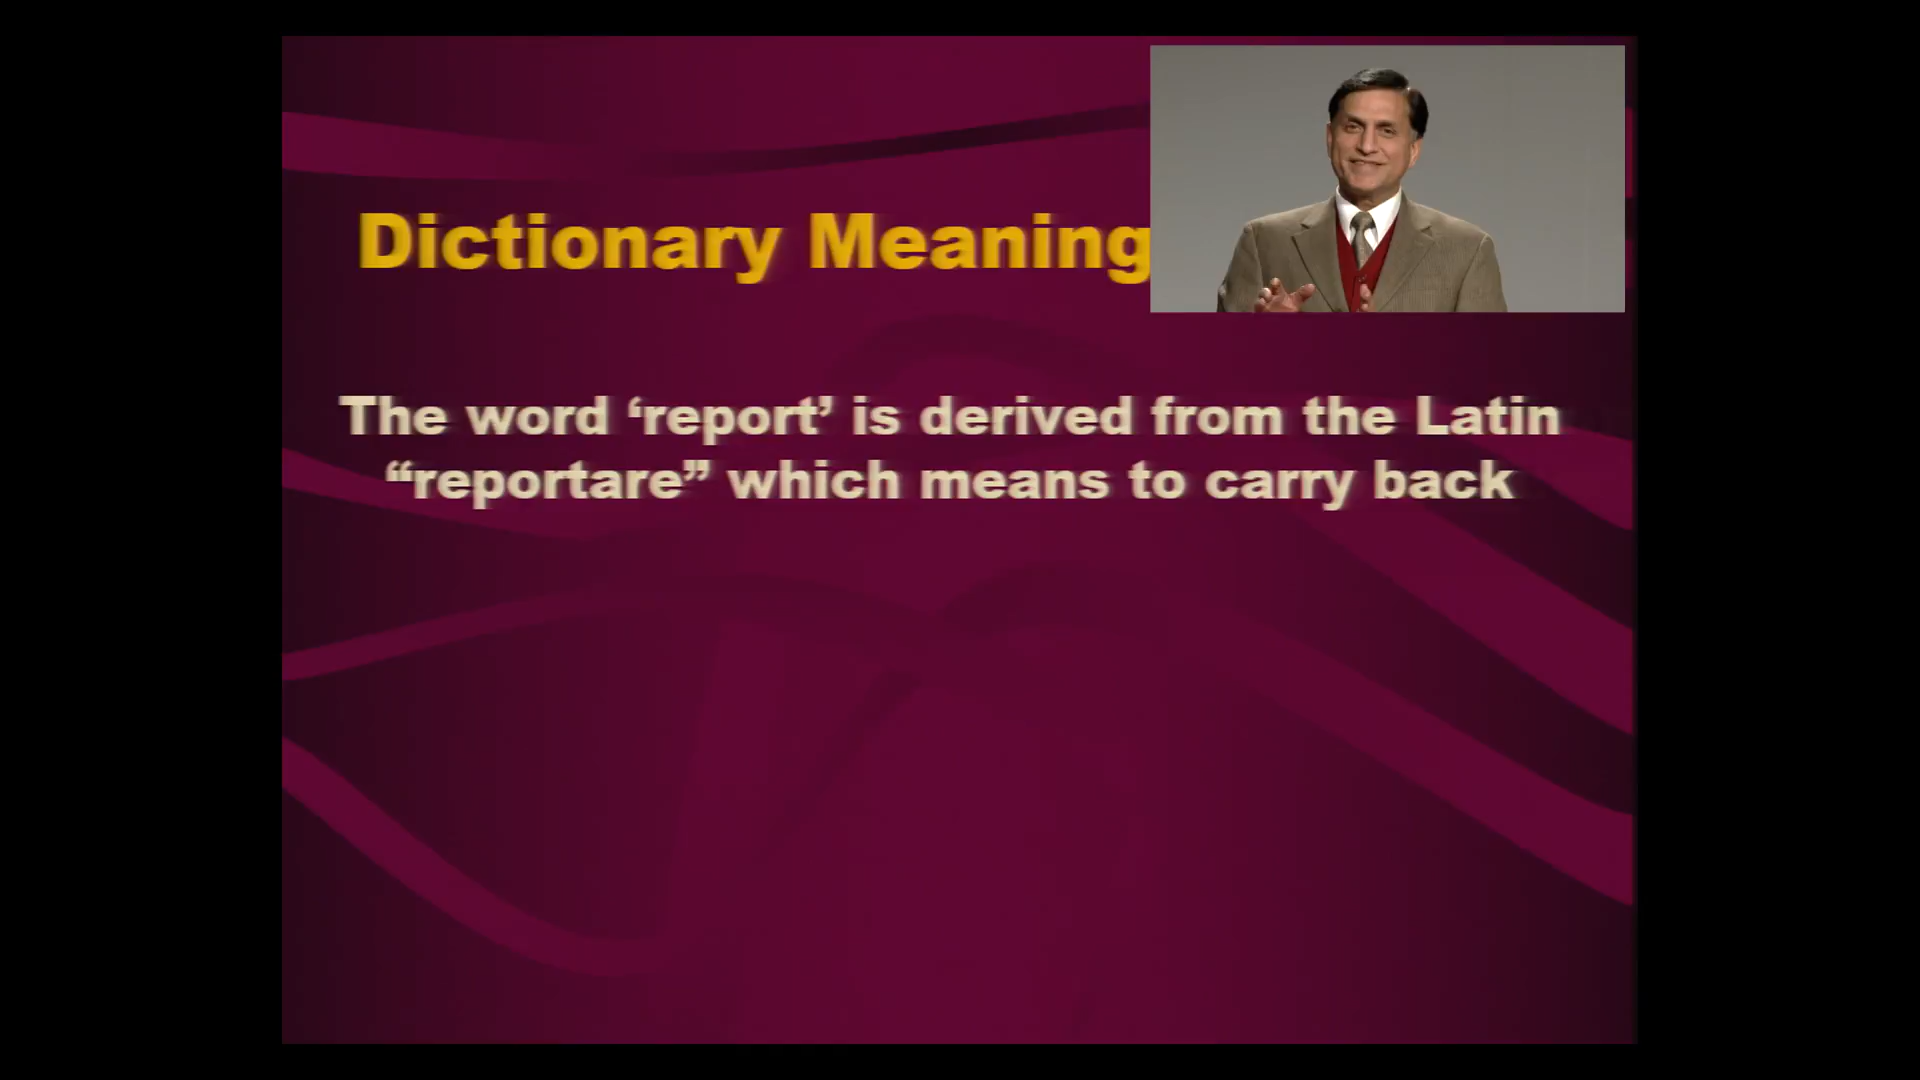 Dictionary Meaning
The word ‘report’ is derived from the Latin
“reportare” which means to carry back